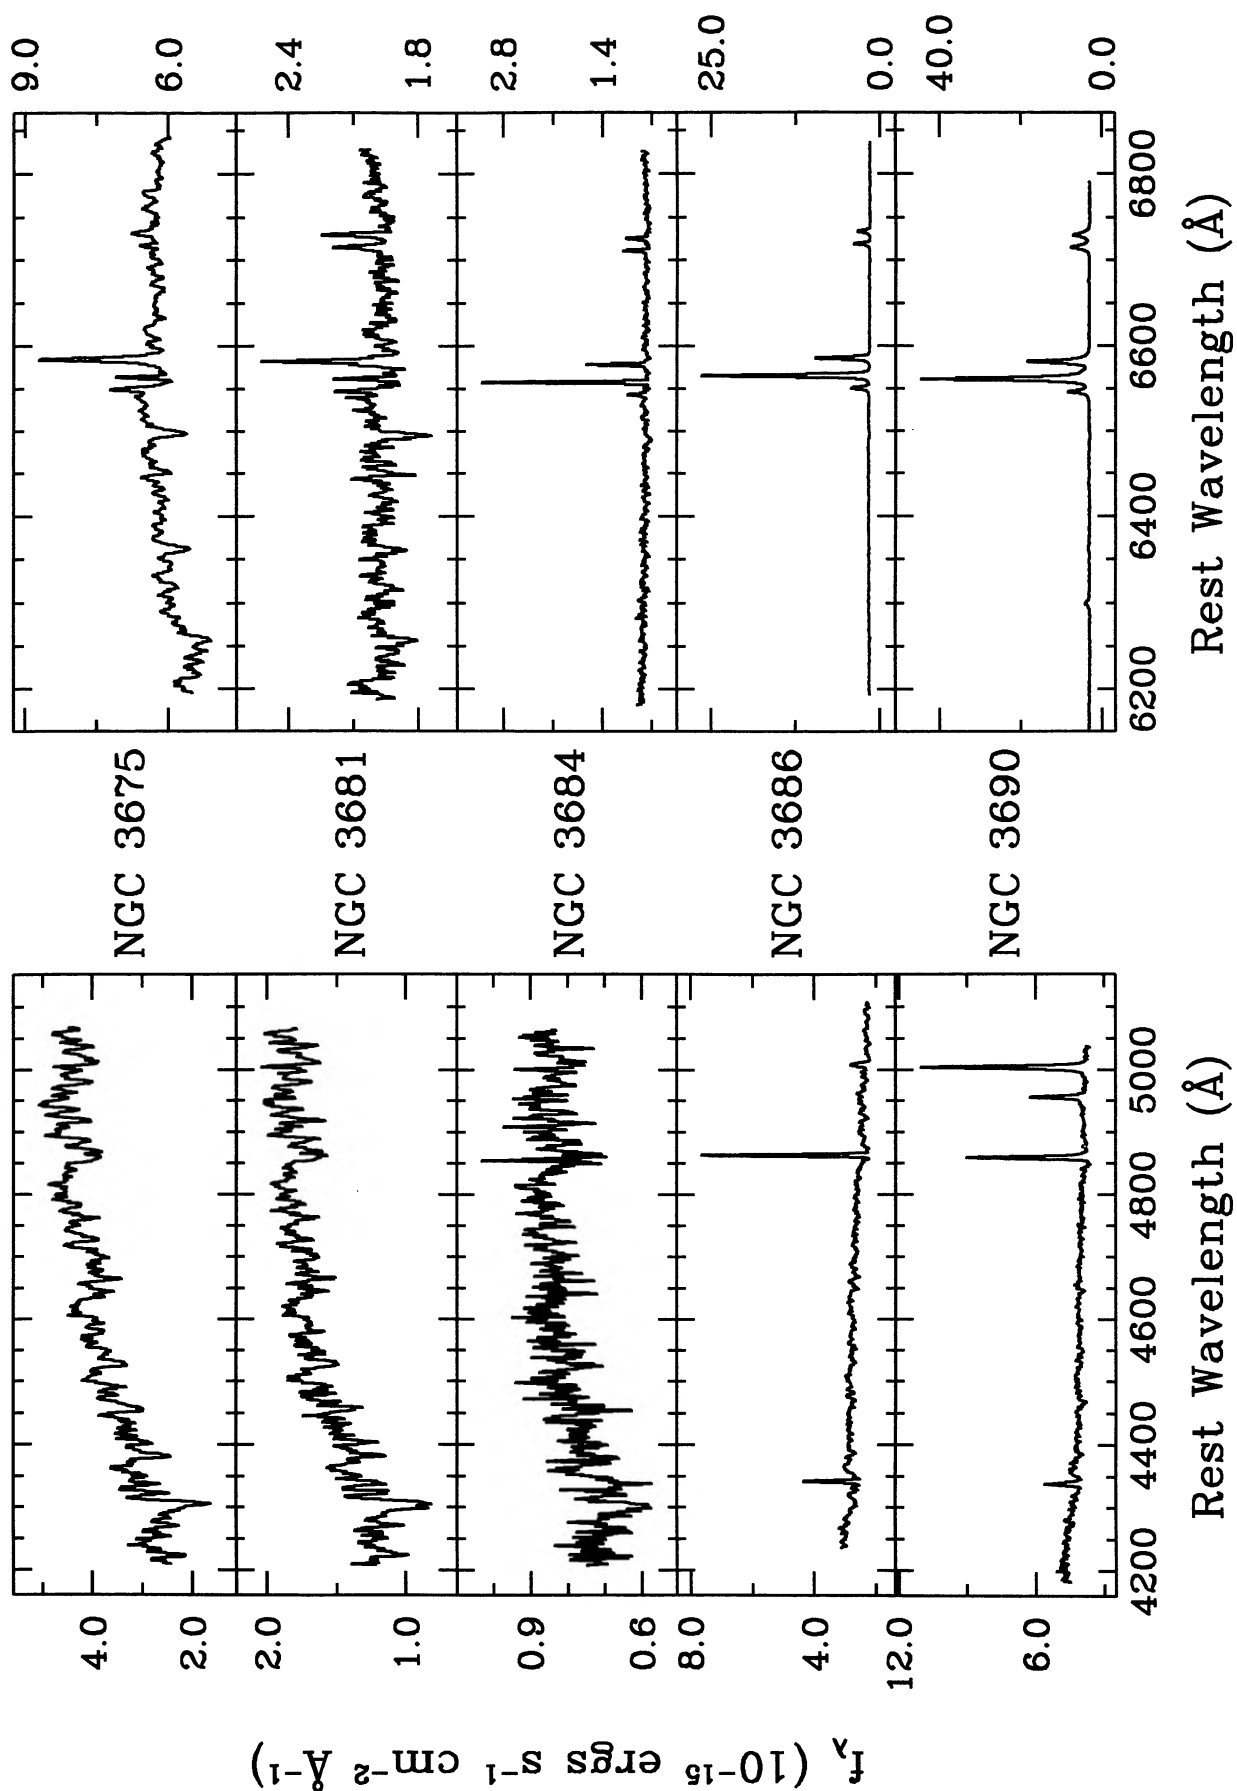 f_λ (10⁻¹⁵ ergs s⁻¹ cm⁻² Å⁻¹)
4.0
2.0
NGC 3675
9.0
6.0
2.0
1.0
NGC 3681
2.4
1.8
0.9
0.6
NGC 3684
2.8
1.4
8.0
4.0
NGC 3686
25.0
0.0
12.0
6.0
NGC 3690
40.0
0.0
4200 4400 4600 4800 5000
6200 6400 6600 6800
Rest Wavelength (Å)
Rest Wavelength (Å)